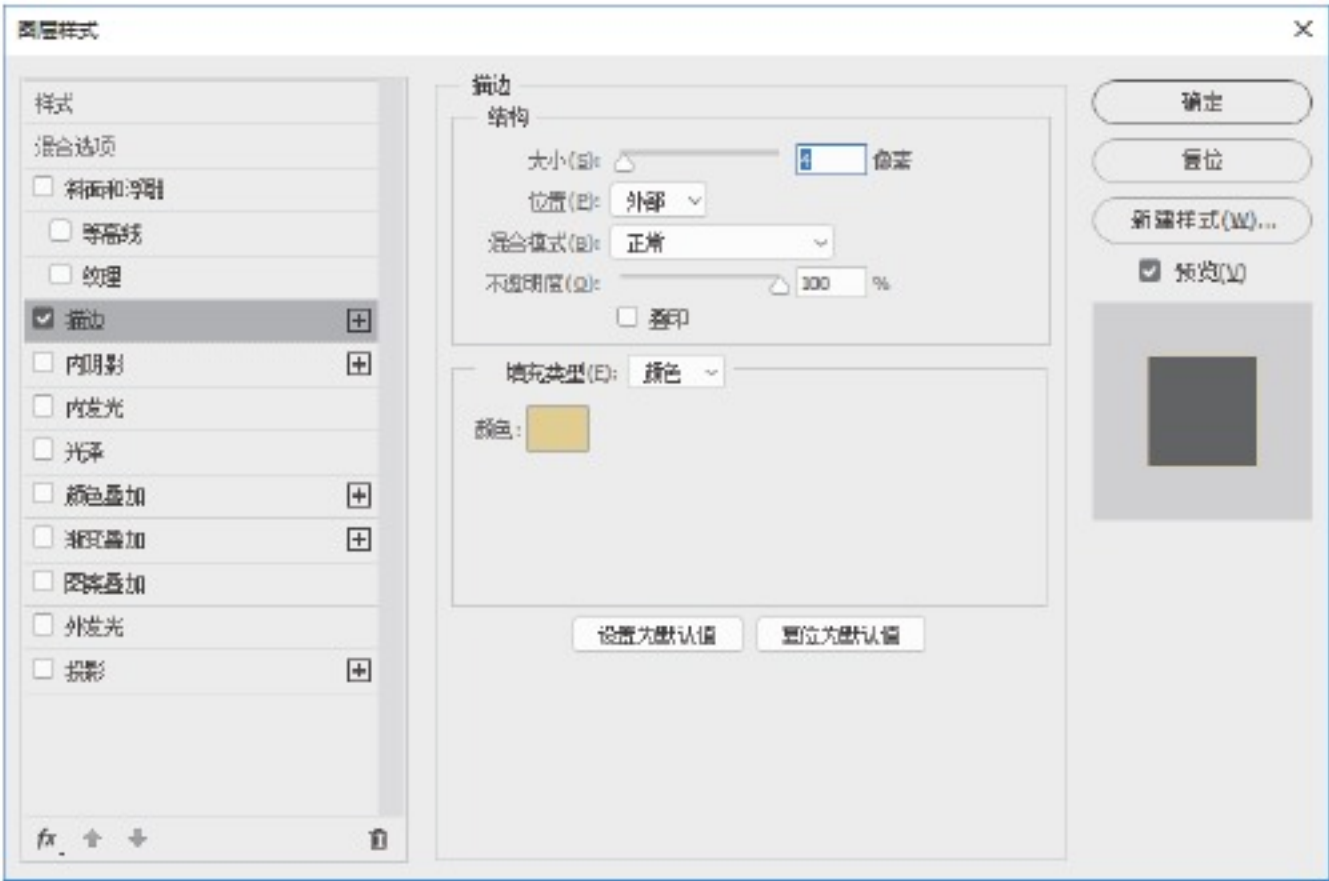 图层样式
样式
混合选项
斜面和浮雕
等高线
纹理
描边
内阴影
内发光
光泽
颜色叠加
渐变叠加
图案叠加
外发光
投影
fx
描边
结构
大小(S): 4 像素
位置(P): 外部
混合模式(B): 正常
不透明度(O): 100 %
叠印
填充类型(F): 颜色
颜色:
设置为默认值 复位为默认值
确定
复位
新建样式(W)...
预览(V)